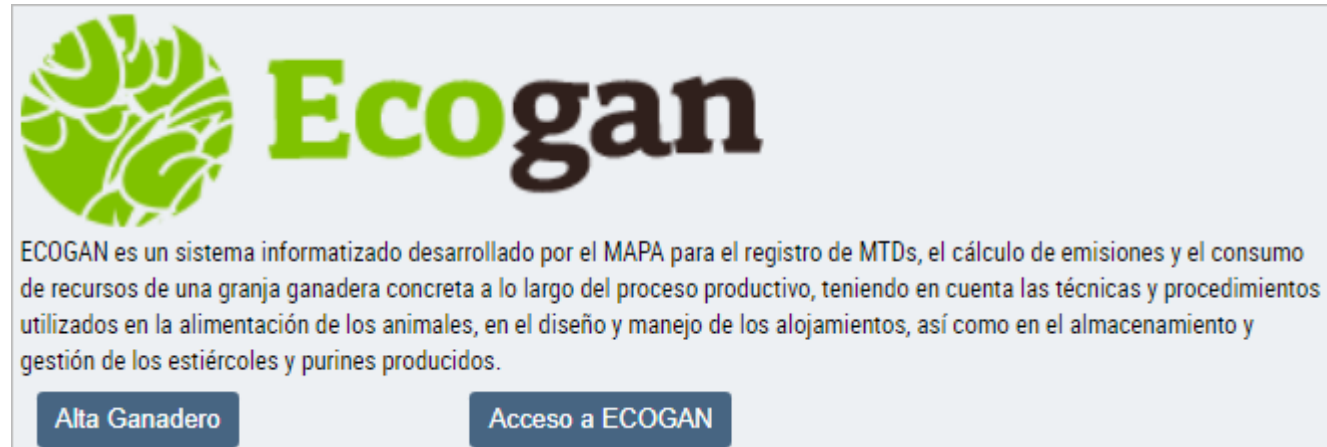 Ecogan
ECOGAN es un sistema informatizado desarrollado por el MAPA para el registro de MTDs, el cálculo de emisiones y el consumo
de recursos de una granja ganadera concreta a lo largo del proceso productivo, teniendo en cuenta las técnicas y procedimientos
utilizados en la alimentación de los animales, en el diseño y manejo de los alojamientos, así como en el almacenamiento y
gestión de los estiércoles y purines producidos.
Alta Ganadero
Acceso a ECOGAN